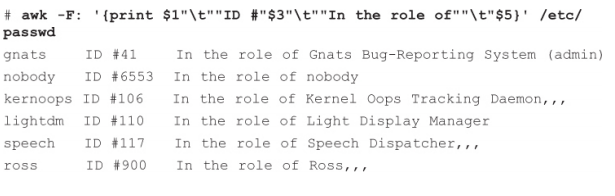 # awk -F: '{print $1"\t""ID #"$3"\t""In the role of""\t"$5}' /etc/
passwd
gnats ID #41 In the role of Gnats Bug-Reporting System (admin)
nobody ID #6553 In the role of nobody
kernoops ID #106 In the role of Kernel Oops Tracking Daemon,,,
lightdm ID #110 In the role of Light Display Manager
speech ID #117 In the role of Speech Dispatcher,,,
ross ID #900 In the role of Ross,,,